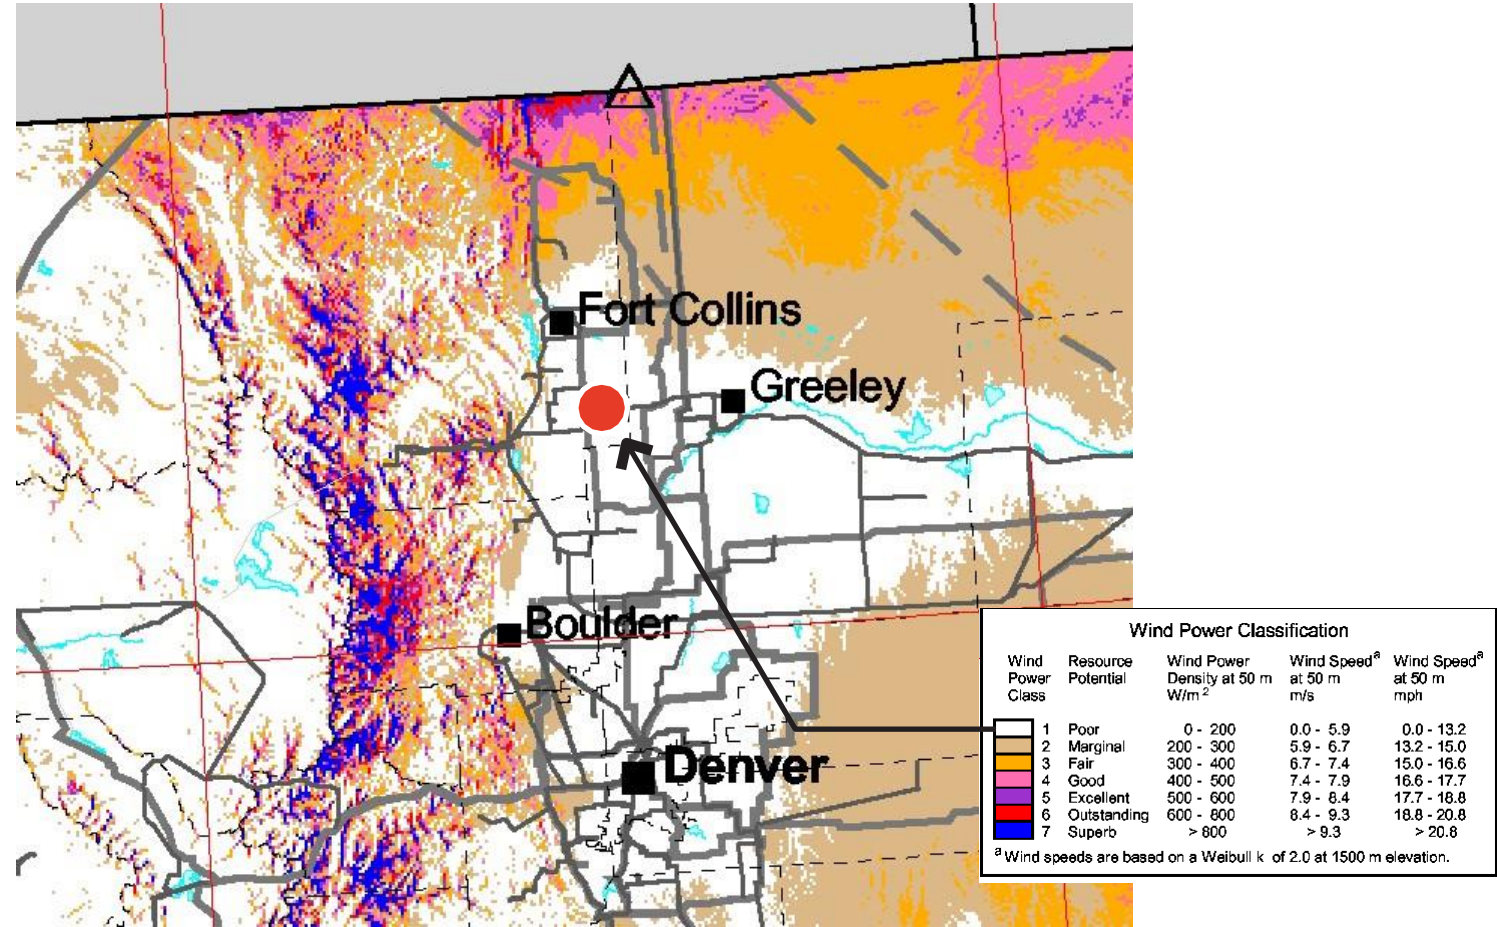 Fort Collins
Greeley
Boulder
Denver
Wind Power Classification
Wind Power Class Resource Potential Wind Power Density at 50 m W/m 2 Wind Speed a at 50 m m/s Wind Speed a at 50 m mph
1 Poor 0 - 200 0.0 - 5.9 0.0 - 13.2
2 Marginal 200 - 300 5.9 - 6.7 13.2 - 15.0
3 Fair 300 - 400 6.7 - 7.4 15.0 - 16.6
4 Good 400 - 500 7.4 - 7.9 16.6 - 17.7
5 Excellent 500 - 600 7.9 - 8.4 17.7 - 18.8
6 Outstanding 600 - 800 8.4 - 9.3 18.8 - 20.8
7 Superb > 800 > 9.3 > 20.8
a Wind speeds are based on a Weibull k of 2.0 at 1500 m elevation.